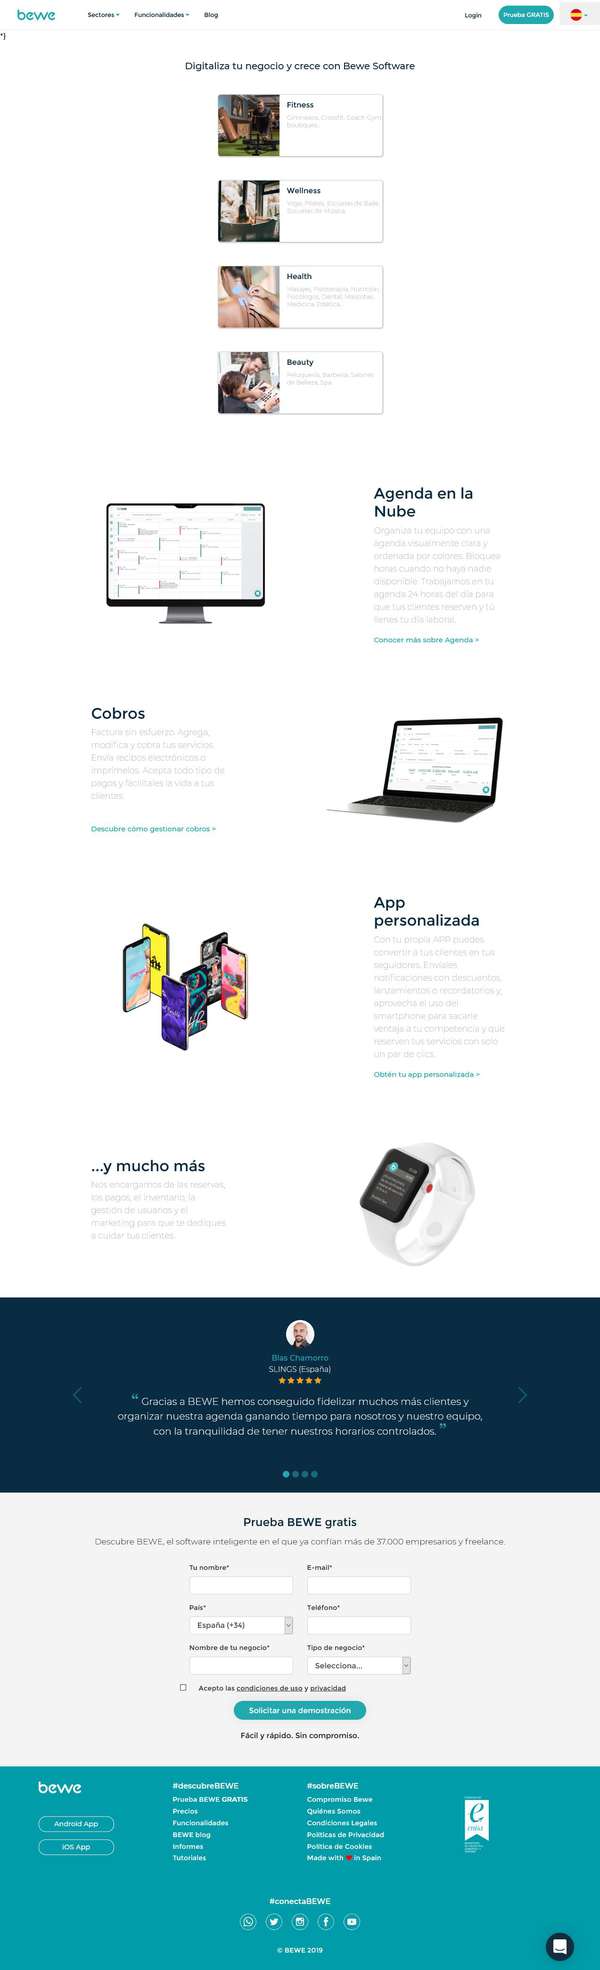 bewe
Sectores
Funcionalidades
Blog
Login
Prueba GRATIS
*}
Digitaliza tu negocio y crece con Bewe Software
Fitness
Gimnasios, Crossfit, Coach Gym
boutiques.
Wellness
Yoga, Pilates, Escuelas de Baile,
Escuelas de Música.
Health
Masajes, Fisioterapia, Nutrición,
Psicólogos, Dental, Mascotas,
Medicina Estética.
Beauty
Peluquería, Barbería, Salones
de Belleza, Spa.
Agenda en la
Nube
Organiza tu equipo con una
agenda visualmente clara y
ordenada por colores. Bloquea
horas cuando no haya nadie
disponible. Trabajamos en tu
agenda 24 horas del día para
que tus clientes reserven y tú
tienes tu día laboral.
Conocer más sobre Agenda >
Cobros
Factura sin esfuerzo. Agrega,
modifica y cobra tus servicios.
Envía recibos electrónicos o
imprímelos. Acepta todo tipo de
pagos y facilítales la vida a tus
clientes.
Descubre cómo gestionar cobros >
App
personalizada
Con tu propia APP puedes
convertir a tus clientes en tus
seguidores. Envíales
notificaciones con descuentos,
lanzamientos o recordatorios y,
aprovecha el uso del
smartphone para sacarle
ventaja a tu competencia y que
reserven tus servicios con solo
un par de clics.
Obtén tu app personalizada >
...y mucho más
Nos encargamos de las reservas,
los pagos, el inventario, la
gestión de usuarios y el
marketing para que te dediques
a cuidar tus clientes.
Blas Chamorro
SLINGS (España)
“ Gracias a BEWE hemos conseguido fidelizar muchos más clientes y
organizar nuestra agenda ganando tiempo para nosotros y nuestro equipo,
con la tranquilidad de tener nuestros horarios controlados. ”
Prueba BEWE gratis
Descubre BEWE, el software inteligente en el que ya confían más de 37.000 empresarios y freelance.
Tu nombre*
E-mail*
País*
Teléfono*
España (+34)
Nombre de tu negocio*
Tipo de negocio*
Selecciona...
Acepto las condiciones de uso y privacidad
Solicitar una demostración
Fácil y rápido. Sin compromiso.
bewe
Android App
iOS App
#descubreBEWE
Prueba BEWE GRATIS
Precios
Funcionalidades
BEWE blog
Informes
Tutoriales
#sobreBEWE
Compromiso Bewe
Quiénes Somos
Condiciones Legales
Políticas de Privacidad
Política de Cookies
Made with ❤ in Spain
e
enisa
#conectaBEWE
© BEWE 2019